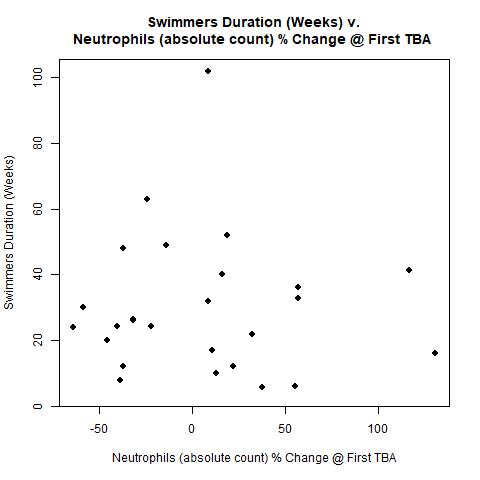 Swimmers Duration (Weeks) v.
Neutrophils (absolute count) % Change @ First TBA
Swimmers Duration (Weeks)
100
80
60
40
20
0
-50
0
50
100
Neutrophils (absolute count) % Change @ First TBA